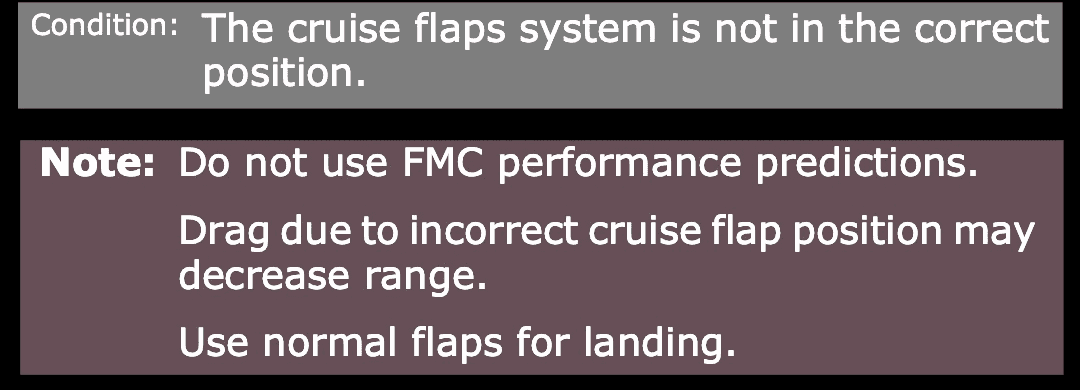 Condition: The cruise flaps system is not in the correct
position.
Note: Do not use FMC performance predictions.
Drag due to incorrect cruise flap position may
decrease range.
Use normal flaps for landing.